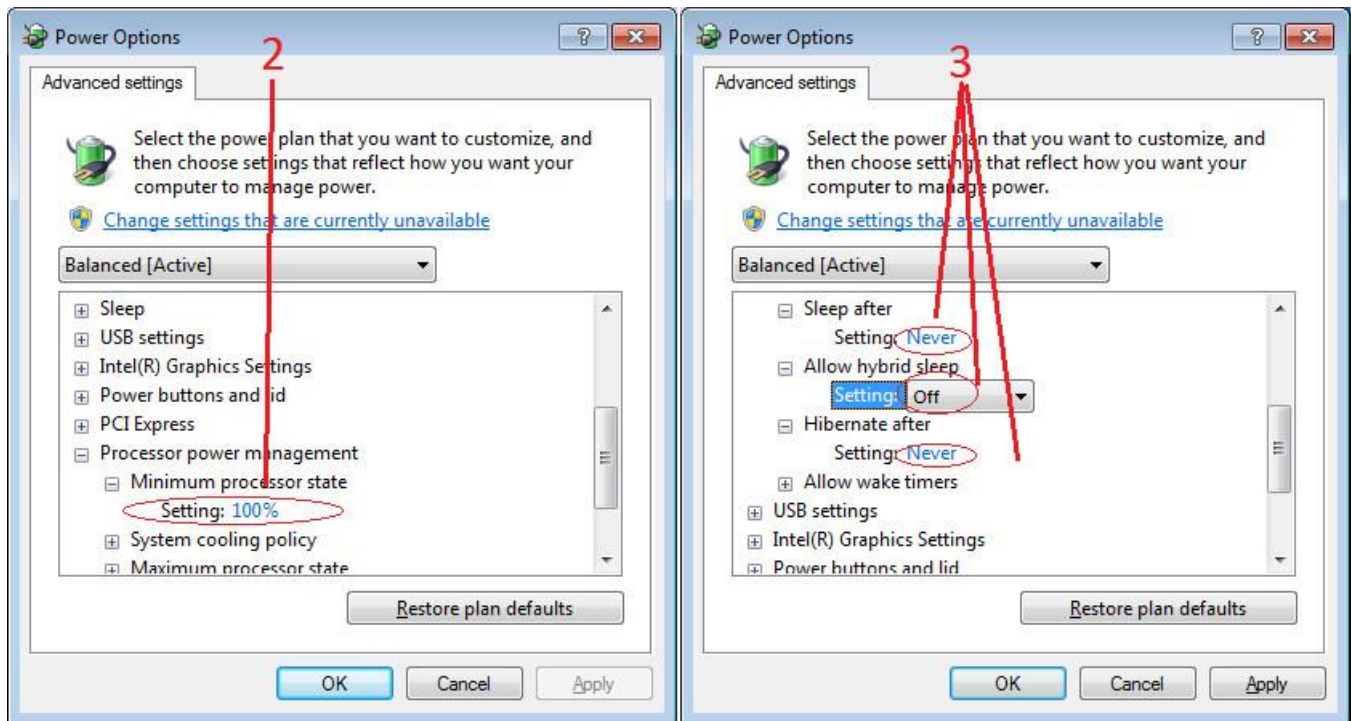 Power Options
2
Advanced settings
Select the power plan that you want to customize, and
then choose settings that reflect how you want your
computer to manage power.
Change settings that are currently unavailable
Balanced [Active]
Sleep
USB settings
Intel(R) Graphics Settings
Power buttons and lid
PCI Express
Processor power management
Minimum processor state
Setting: 100%
System cooling policy
Maximum processor state
Restore plan defaults
OK Cancel Apply
Power Options
3
Advanced settings
Select the power plan that you want to customize, and
then choose settings that reflect how you want your
computer to manage power.
Change settings that are currently unavailable
Balanced [Active]
Sleep after
Setting: Never
Allow hybrid sleep
Setting: Off
Hibernate after
Setting: Never
Allow wake timers
USB settings
Intel(R) Graphics Settings
Power buttons and lid
Restore plan defaults
OK Cancel Apply